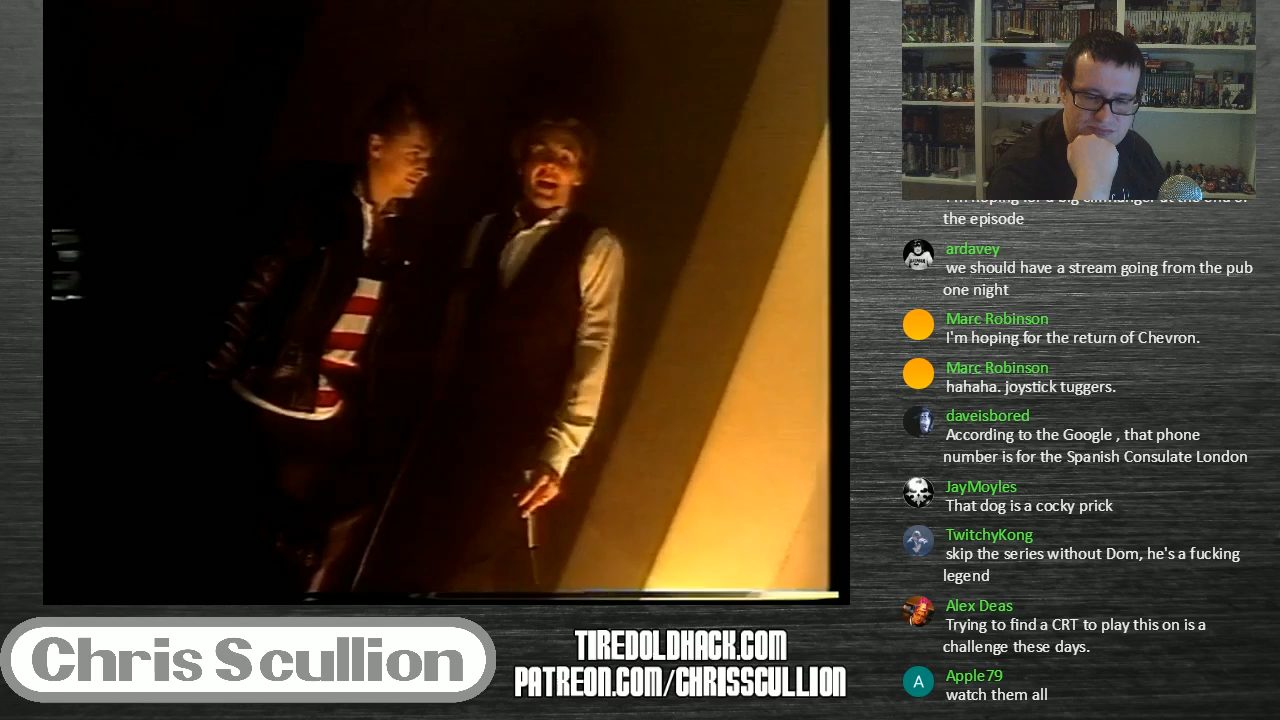 the episode
ardavey
we should have a stream going from the pub
one night
Marc Robinson
I'm hoping for the return of Chevron.
Marc Robinson
hahaha. joystick tuggers.
daveisbored
According to the Google , that phone
number is for the Spanish Consulate London
JayMoyles
That dog is a cocky prick
TwitchyKong
skip the series without Dom, he's a fucking
legend
Alex Deas
Trying to find a CRT to play this on is a
challenge these days.
A
Apple79
watch them all
Chris Scullion
TIREDOLDHACK.COM
PATREON.COM/CHRISSCULLION